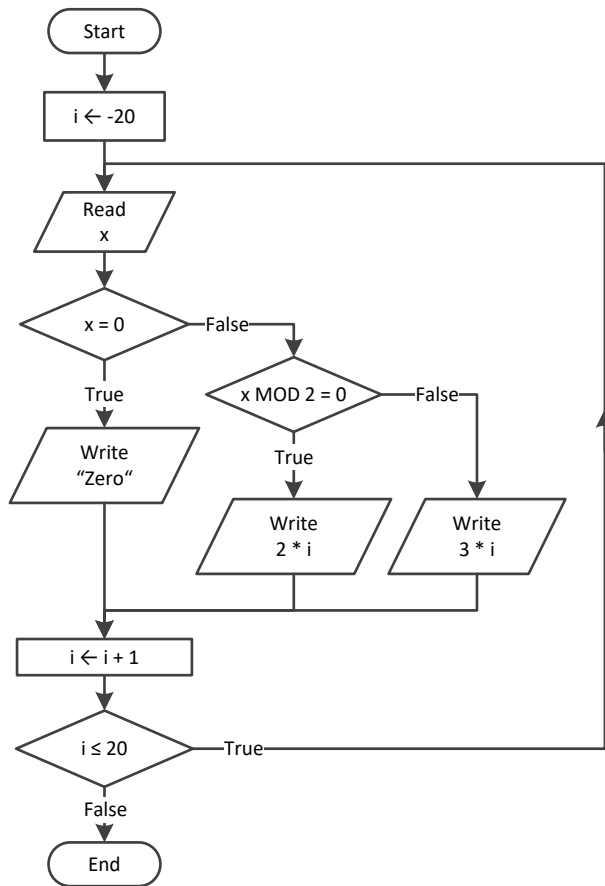 Start
i ← -20
Read
x
x = 0
False
True
x MOD 2 = 0
False
True
Write
“Zero“
Write
2 * i
Write
3 * i
i ← i + 1
i ≤ 20
True
False
End